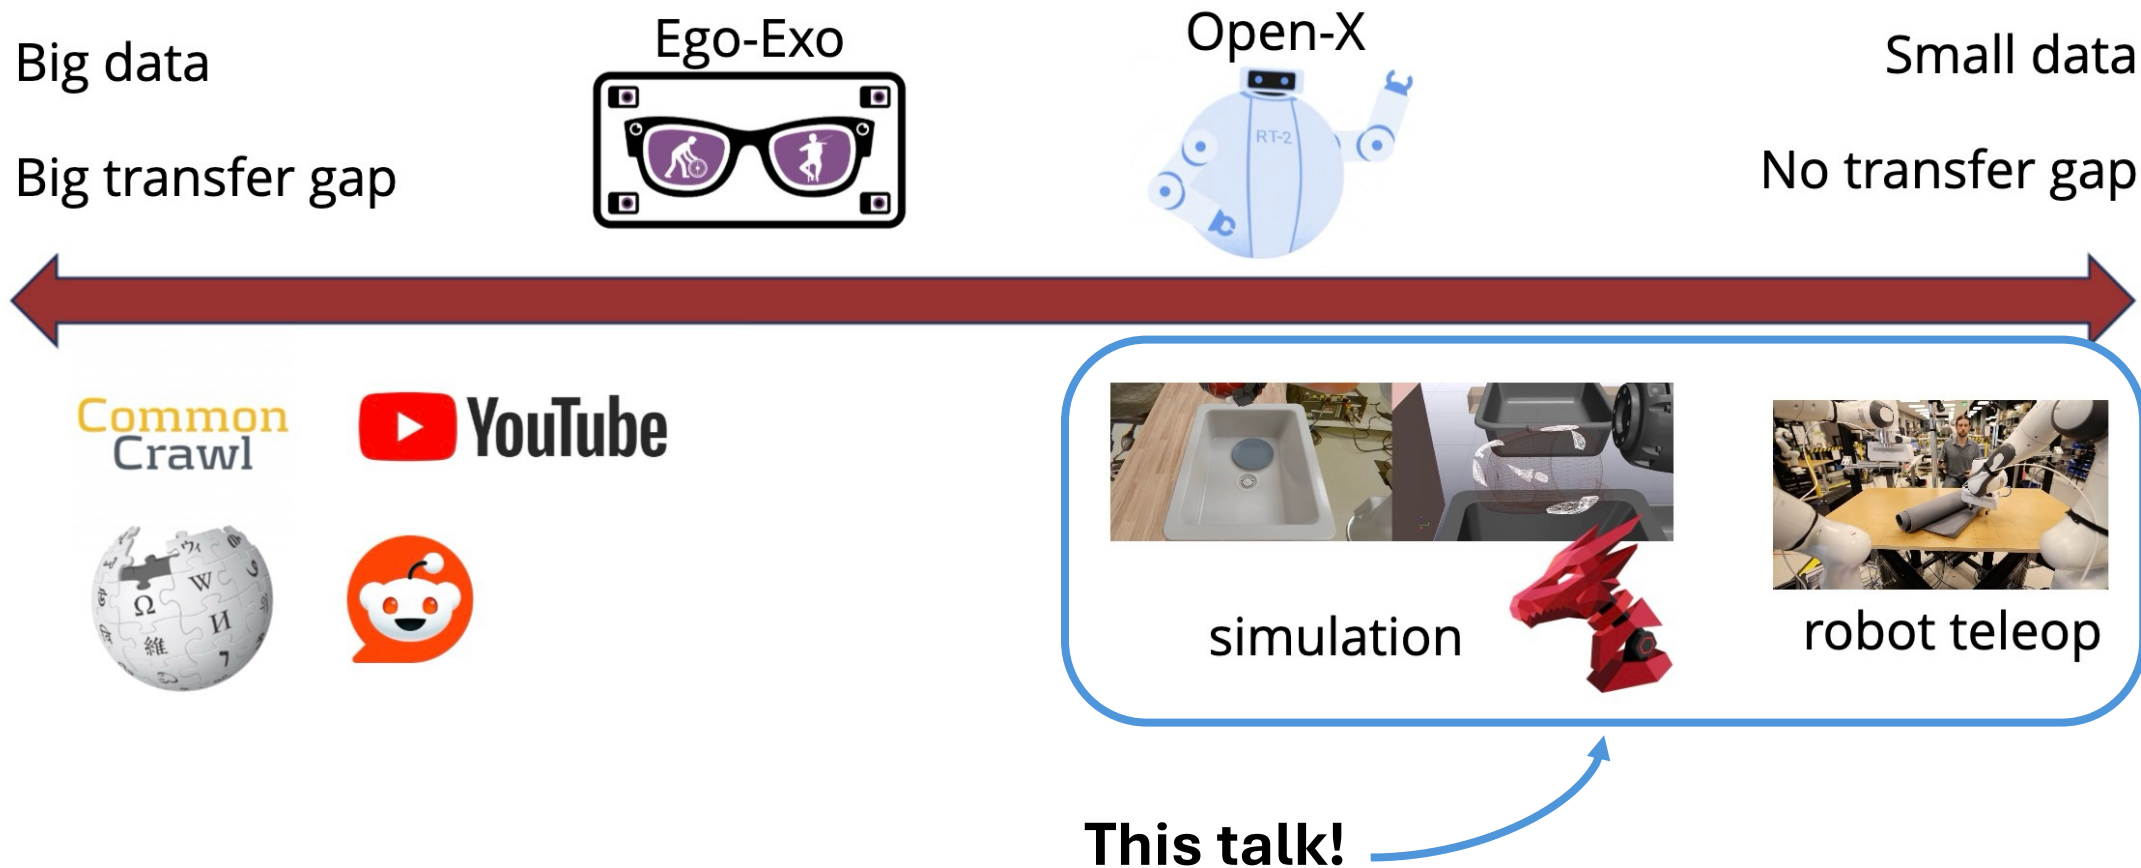 Big data
Big transfer gap
Ego-Exo
Open-X
RT-2
Small data
No transfer gap
Common
Crawl
YouTube
Ω
W
И
維
simulation
robot teleop
This talk!